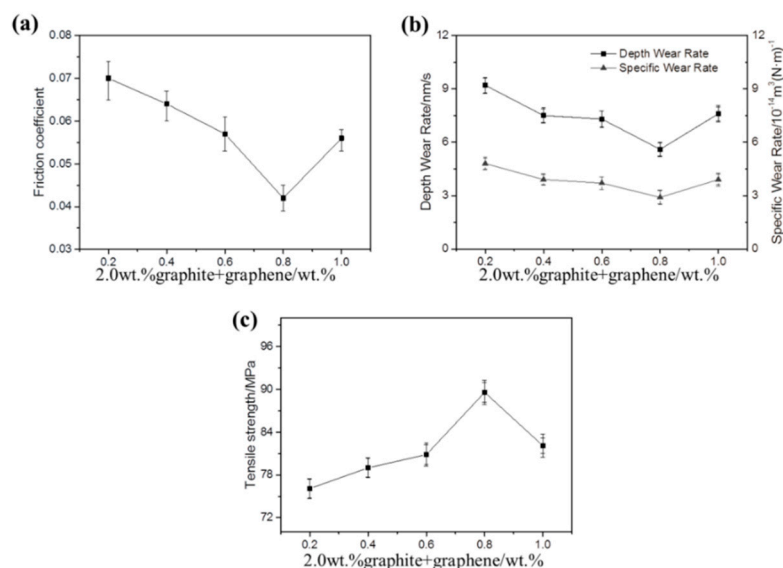 (a)
0.08
0.07
0.06
0.05
0.04
0.03
Friction coefficient
0.2 0.4 0.6 0.8 1.0
2.0wt.%graphite+graphene/wt.%
(b)
12
9
6
3
0
Depth Wear Rate/nm/s
Depth Wear Rate
Specific Wear Rate
12
9
6
3
0
Specific Wear Rate/10⁻¹⁴m³(N·m)⁻¹
0.2 0.4 0.6 0.8 1.0
2.0wt.%graphite+graphene/wt.%
(c)
96
90
84
78
72
Tensile strength/MPa
0.2 0.4 0.6 0.8 1.0
2.0wt.%graphite+graphene/wt.%